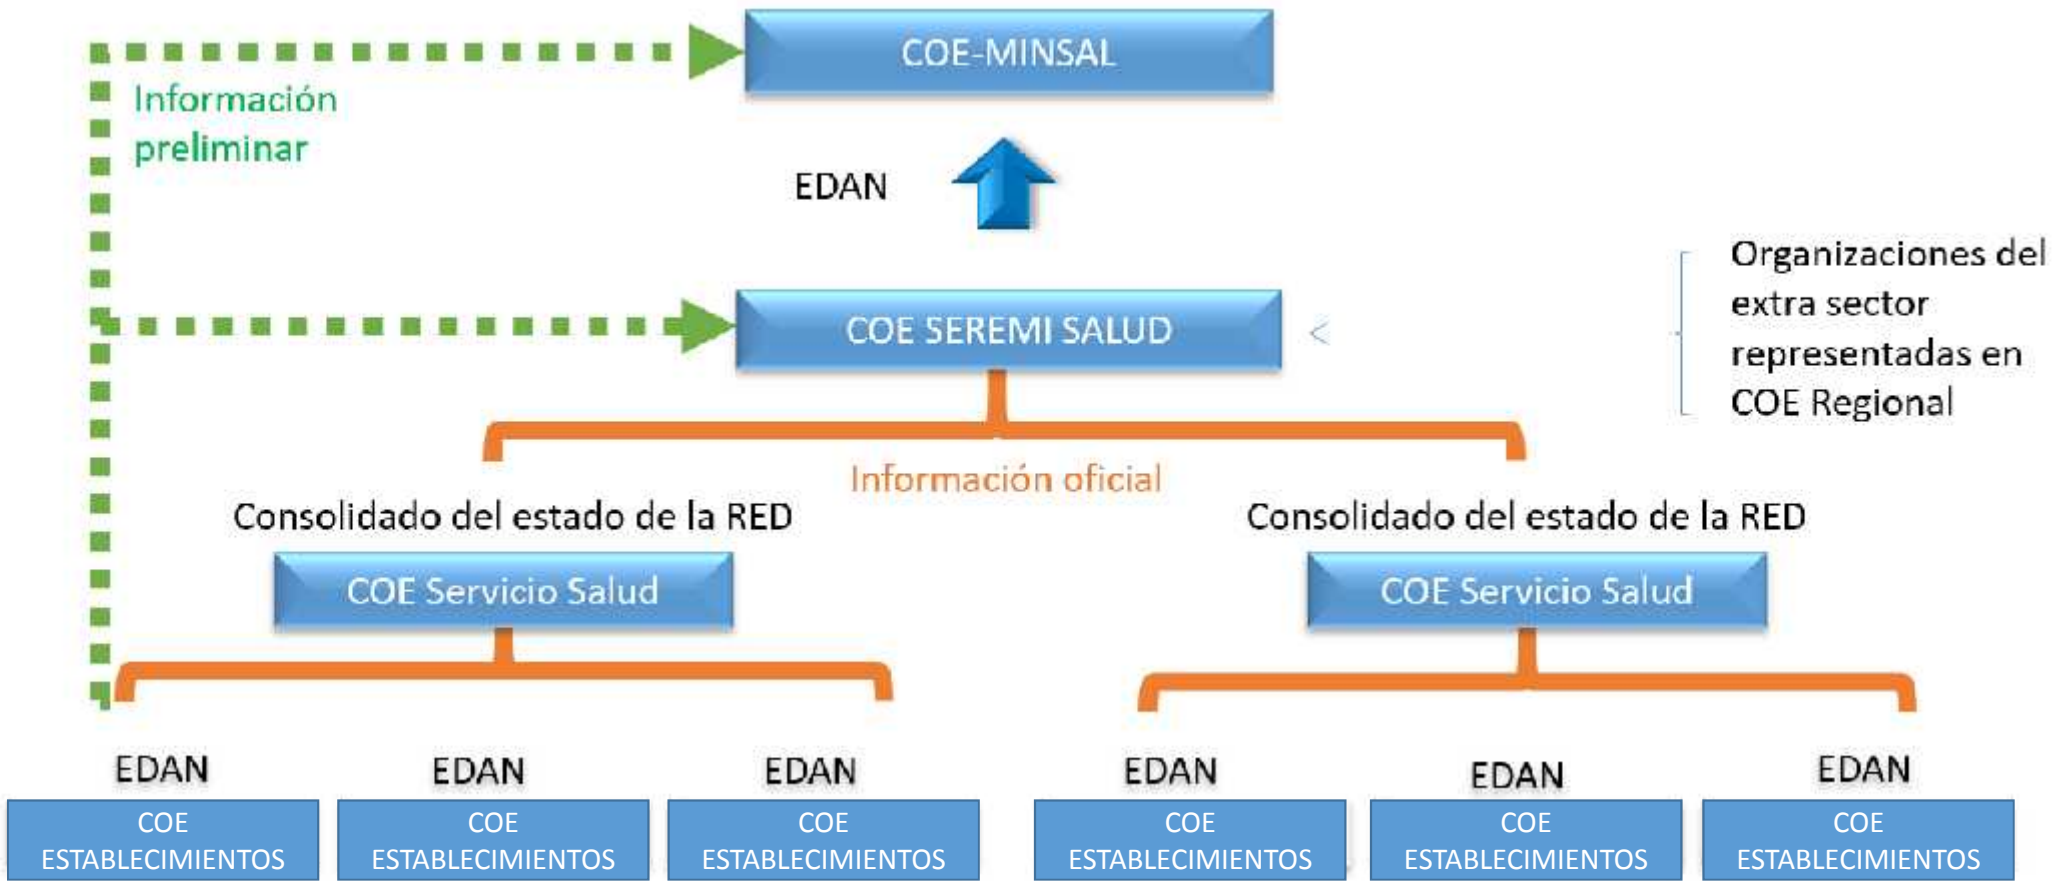 COE-MINSAL
Información
preliminar
EDAN
Organizaciones del
extra sector
representadas en
COE Regional
COE SEREMI SALUD
Información oficial
Consolidado del estado de la RED
Consolidado del estado de la RED
COE Servicio Salud
COE Servicio Salud
EDAN
EDAN
EDAN
EDAN
EDAN
EDAN
COE
ESTABLECIMIENTOS
COE
ESTABLECIMIENTOS
COE
ESTABLECIMIENTOS
COE
ESTABLECIMIENTOS
COE
ESTABLECIMIENTOS
COE
ESTABLECIMIENTOS